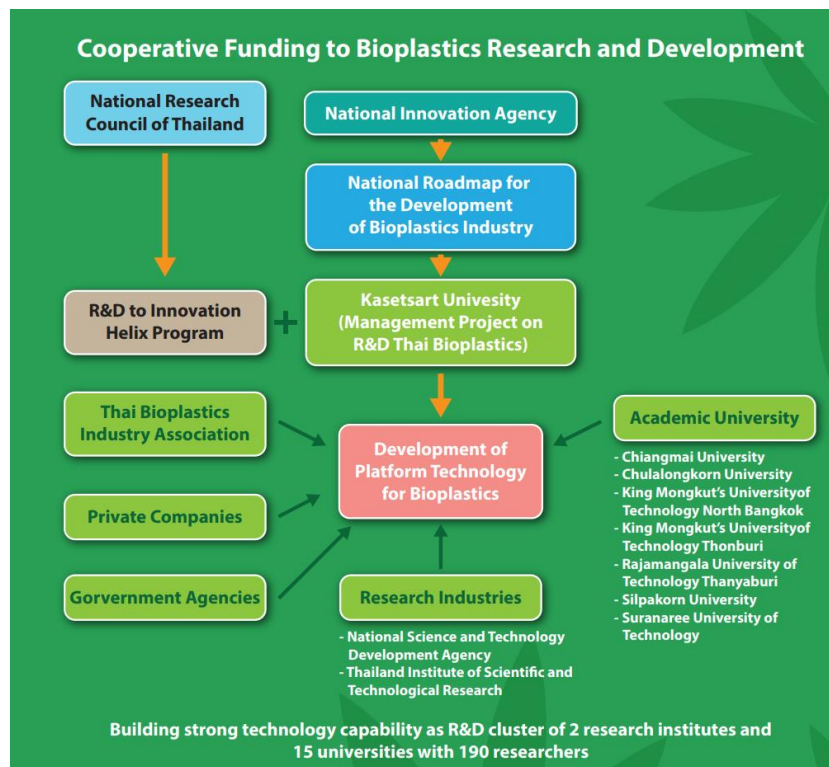 Cooperative Funding to Bioplastics Research and Development
National Research
Council of Thailand
National Innovation Agency
National Roadmap for
the Development
of Bioplastics Industry
R&D to Innovation
Helix Program
+
Kasetsart Univesity
(Management Project on
R&D Thai Bioplastics)
Thai Bioplastics
Industry Association
Private Companies
Gorvernment Agencies
Development of
Platform Technology
for Bioplastics
Research Industries
- National Science and Technology
Development Agency
- Thailand Institute of Scientific and
Technological Research
Academic University
- Chiangmai University
- Chulalongkorn University
- King Mongkut's Universityof
Technology North Bangkok
- King Mongkut's Universityof
Technology Thonburi
- Rajamangala University of
Technology Thanyaburi
- Silpakorn University
- Suranaree University of
Technology
Building strong technology capability as R&D cluster of 2 research institutes and
15 universities with 190 researchers